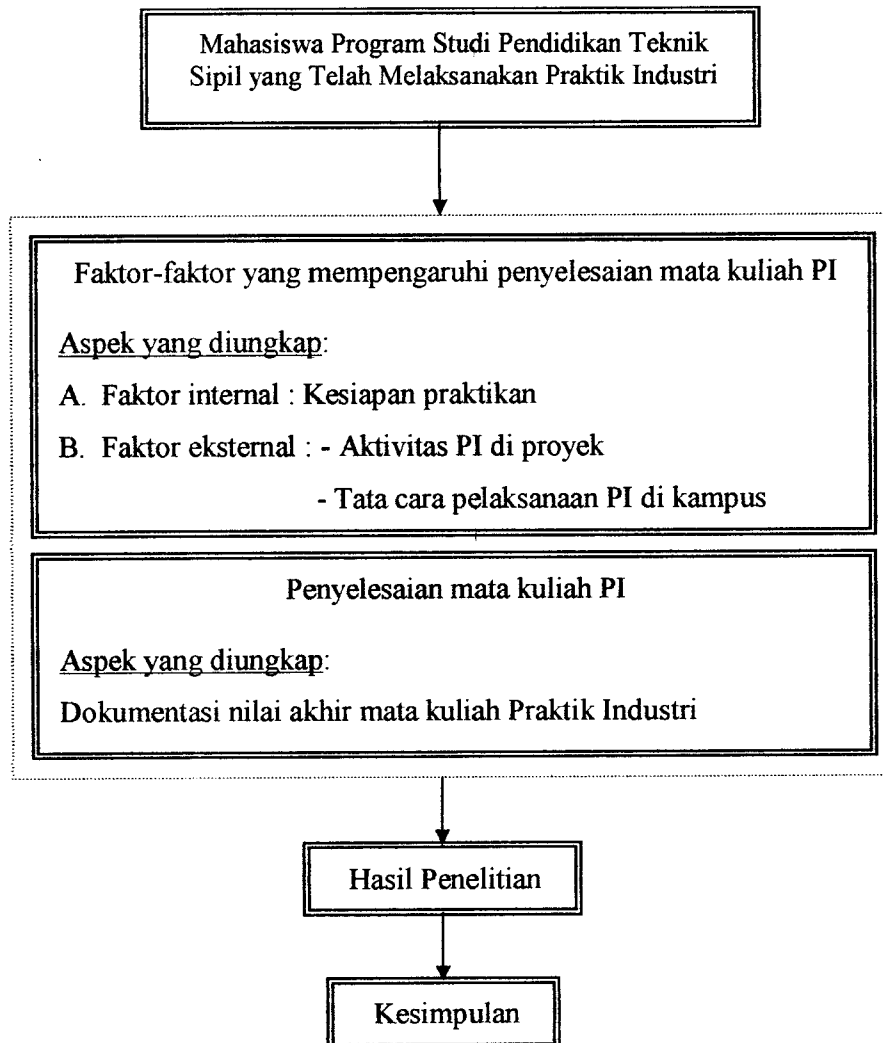 Mahasiswa Program Studi Pendidikan Teknik
Sipil yang Telah Melaksanakan Praktik Industri
Faktor-faktor yang mempengaruhi penyelesaian mata kuliah PI
Aspek yang diungkap:
A. Faktor internal : Kesiapan praktikan
B. Faktor eksternal : - Aktivitas PI di proyek
- Tata cara pelaksanaan PI di kampus
Penyelesaian mata kuliah PI
Aspek yang diungkap:
Dokumentasi nilai akhir mata kuliah Praktik Industri
Hasil Penelitian
Kesimpulan